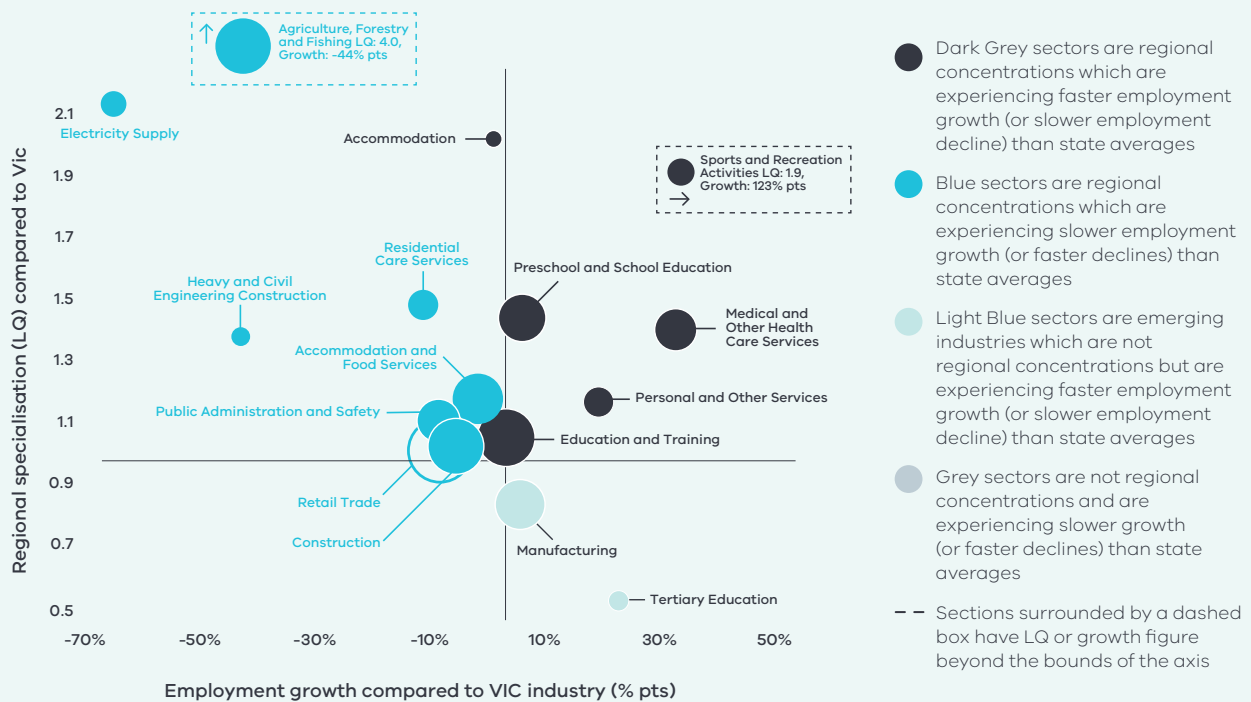 Agriculture, Forestry
and Fishing LQ: 4.0,
Growth: -44% pts
Electricity Supply
Accommodation
Sports and Recreation
Activities LQ: 1.9,
Growth: 123% pts
Residential
Care Services
Heavy and Civil
Engineering Construction
Preschool and School Education
Medical and
Other Health
Care Services
Accommodation and
Food Services
Personal and Other Services
Public Administration and Safety
Education and Training
Retail Trade
Construction
Manufacturing
Tertiary Education
Regional specialisation (LQ) compared to Vic
2.1
1.9
1.7
1.5
1.3
1.1
0.9
0.7
0.5
-70%
-50%
-30%
-10%
10%
30%
50%
Employment growth compared to VIC industry (% pts)
Dark Grey sectors are regional
concentrations which are
experiencing faster employment
growth (or slower employment
decline) than state averages
Blue sectors are regional
concentrations which are
experiencing slower employment
growth (or faster declines) than
state averages
Light Blue sectors are emerging
industries which are not
regional concentrations but are
experiencing faster employment
growth (or slower employment
decline) than state averages
Grey sectors are not regional
concentrations and are
experiencing slower growth
(or faster declines) than state
averages
Sections surrounded by a dashed
box have LQ or growth figure
beyond the bounds of the axis